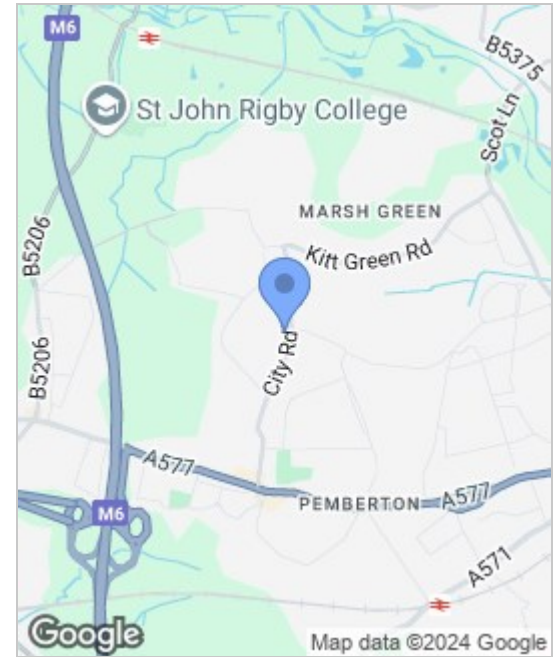 M6
B5375
St John Rigby College
Scot Ln
MARSH GREEN
Kitt Green Rd
B5206
City Rd
B5206
A577
PEMBERTON
A577
M6
A571
Google
Map data ©2024 Google